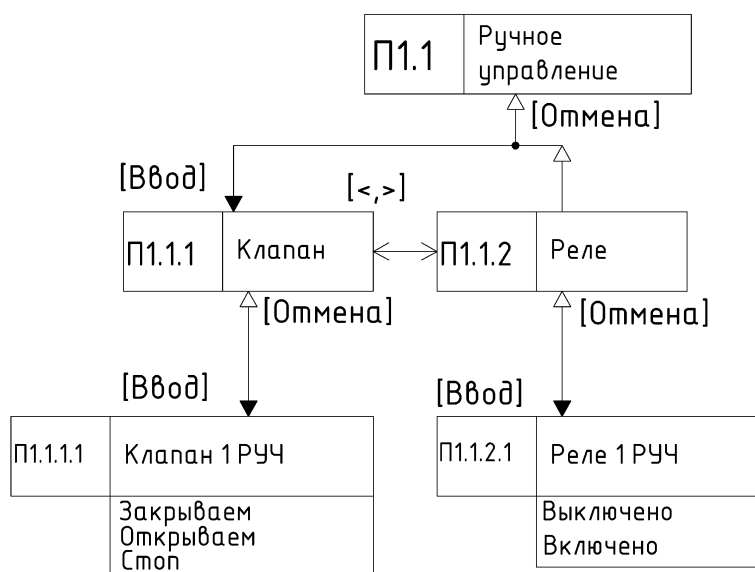 П1.1
Ручное
управление
[Отмена]
[Ввод]
[<,>]
П1.1.1
Клапан
П1.1.2
Реле
[Отмена]
[Отмена]
[Ввод]
[Ввод]
П1.1.1.1
Клапан 1 РУЧ
П1.1.2.1
Реле 1 РУЧ
Закрываем
Открываем
Стоп
Выключено
Включено